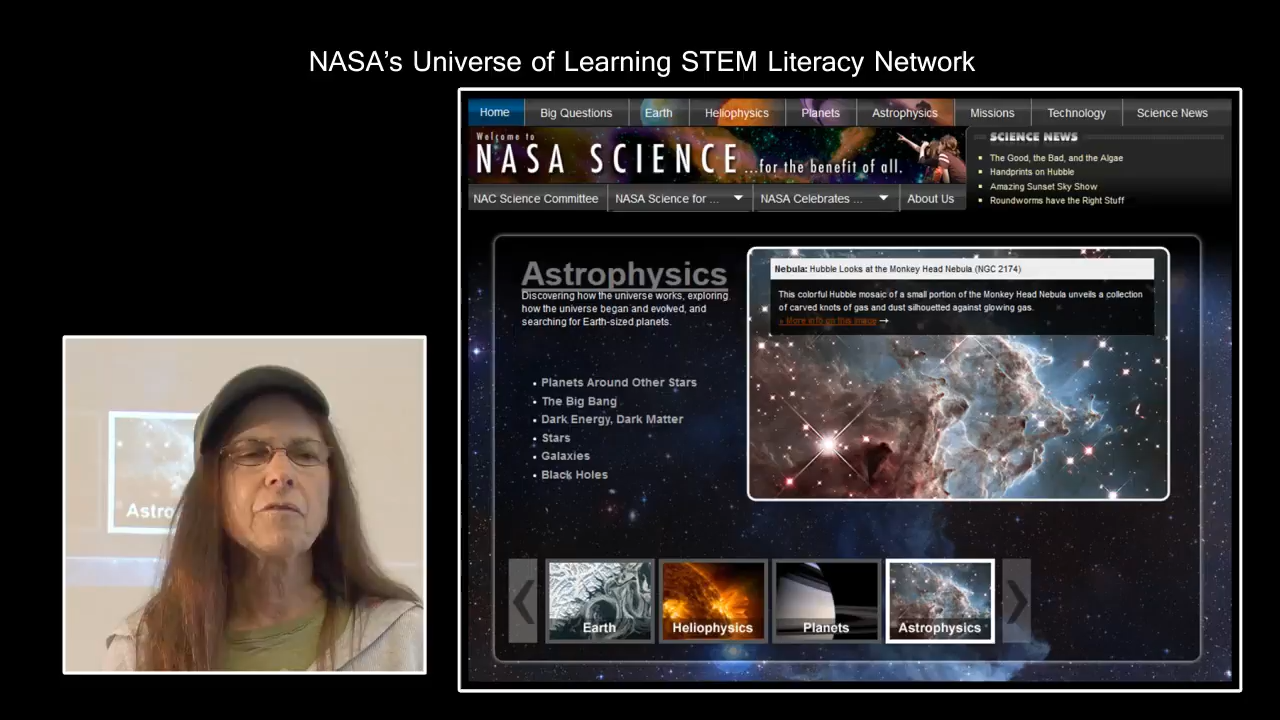 NASA's Universe of Learning STEM Literacy Network
Home Big Questions Earth Heliophysics Planets Astrophysics Missions Technology Science News
Welcome to
NASA SCIENCE ...for the benefit of all.
SCIENCE NEWS
The Good, the Bad, and the Algae
Handprints on Hubble
Amazing Sunset Sky Show
Roundworms have the Right Stuff
NAC Science Committee NASA Science for ... NASA Celebrates ... About Us
Astrophysics
Discovering how the universe works, exploring
how the universe began and evolved, and
searching for Earth-sized planets.
Planets Around Other Stars
The Big Bang
Dark Energy, Dark Matter
Stars
Galaxies
Black Holes
Nebula: Hubble Looks at the Monkey Head Nebula (NGC 2174)
This colorful Hubble mosaic of a small portion of the Monkey Head Nebula unveils a collection
of carved knots of gas and dust silhouetted against glowing gas.
» More info on this image →
Astro
Earth Heliophysics Planets Astrophysics